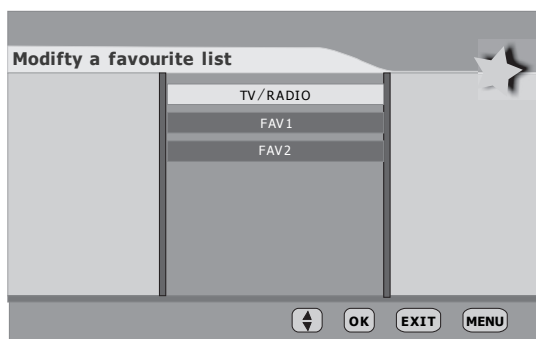 Modifty a favourite list
TV/RADIO
FAV1
FAV2
OK EXIT MENU